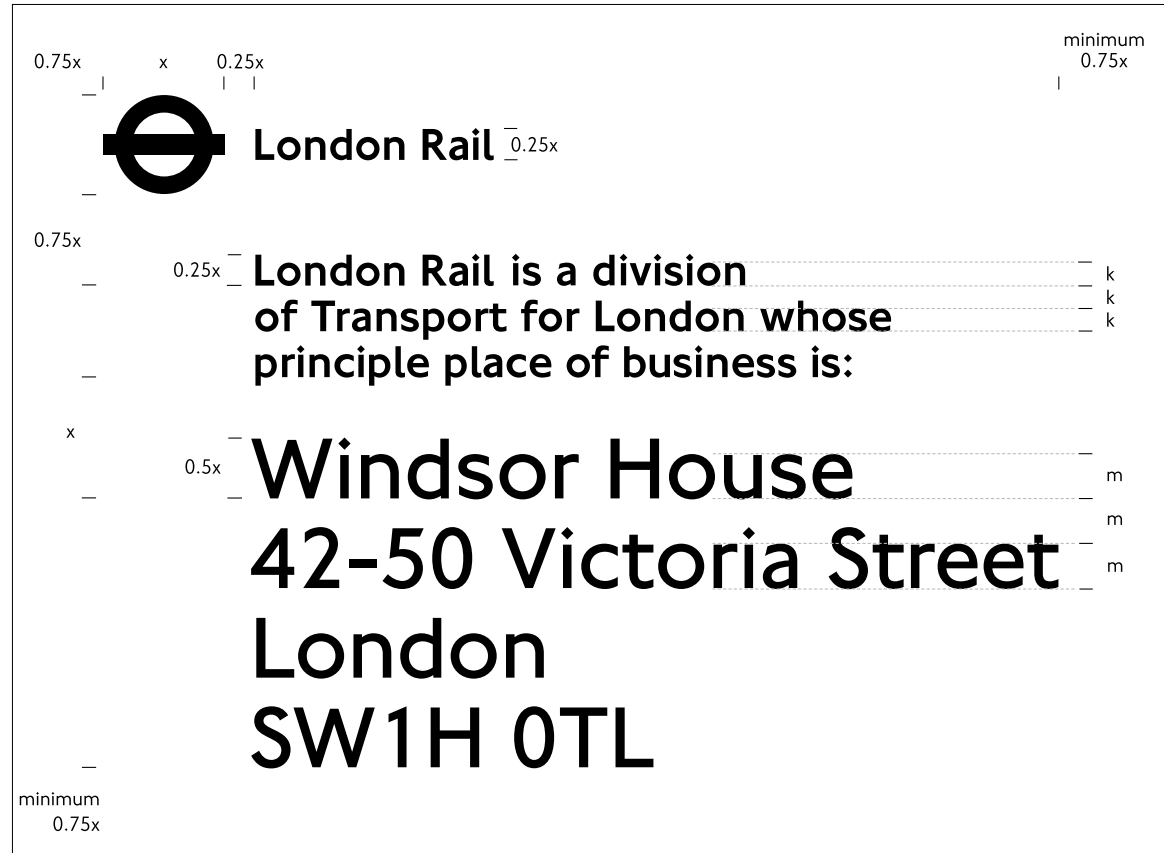 minimum
0.75x x 0.25x 0.75x
London Rail 0.25x
0.75x
0.25x London Rail is a division k
of Transport for London whose k
k
principle place of business is:
x
0.5x Windsor House m
m
42-50 Victoria Street m
London
SW1H 0TL
minimum
0.75x